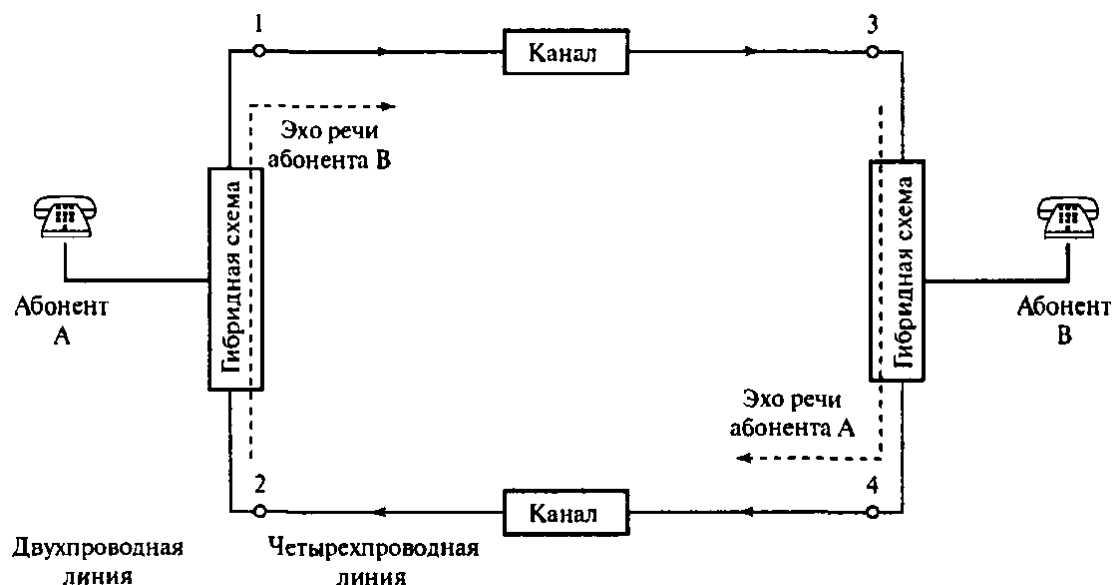 1
3
Канал
Эхо речи
абонента В
Гибридная схема
Гибридная схема
Абонент
А
Абонент
В
Эхо речи
абонента А
2
4
Канал
Двухпроводная
линия
Четырехпроводная
линия